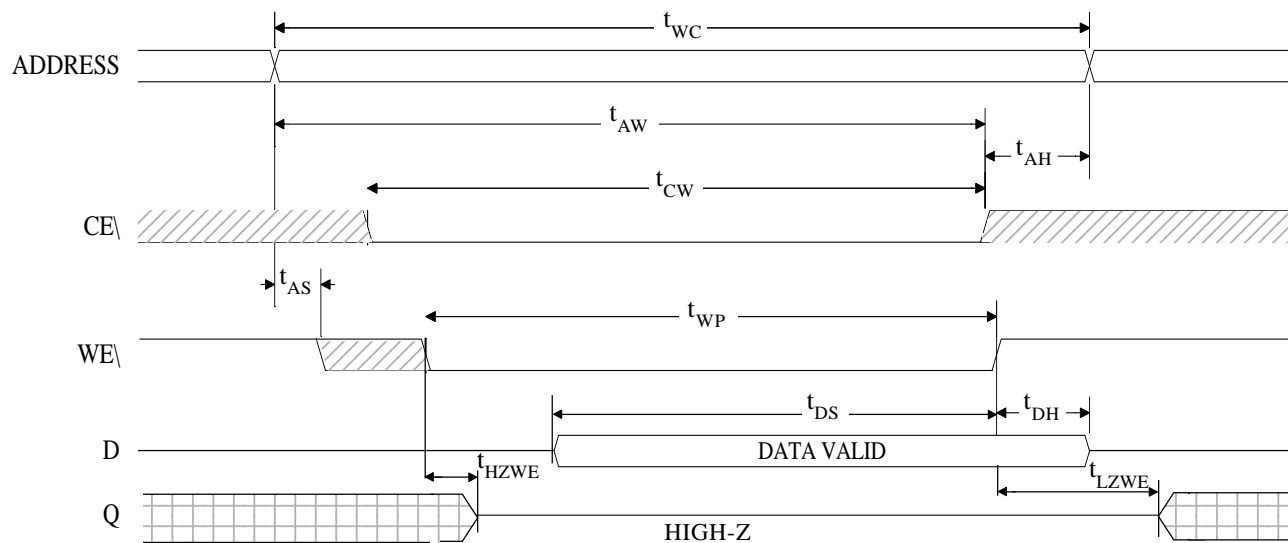 tWC
ADDRESS
tAW
tAH
tCW
CE\
tAS
tWP
WE\
tDS
tDH
D
DATA VALID
tHZWE
tLZWE
Q
HIGH-Z